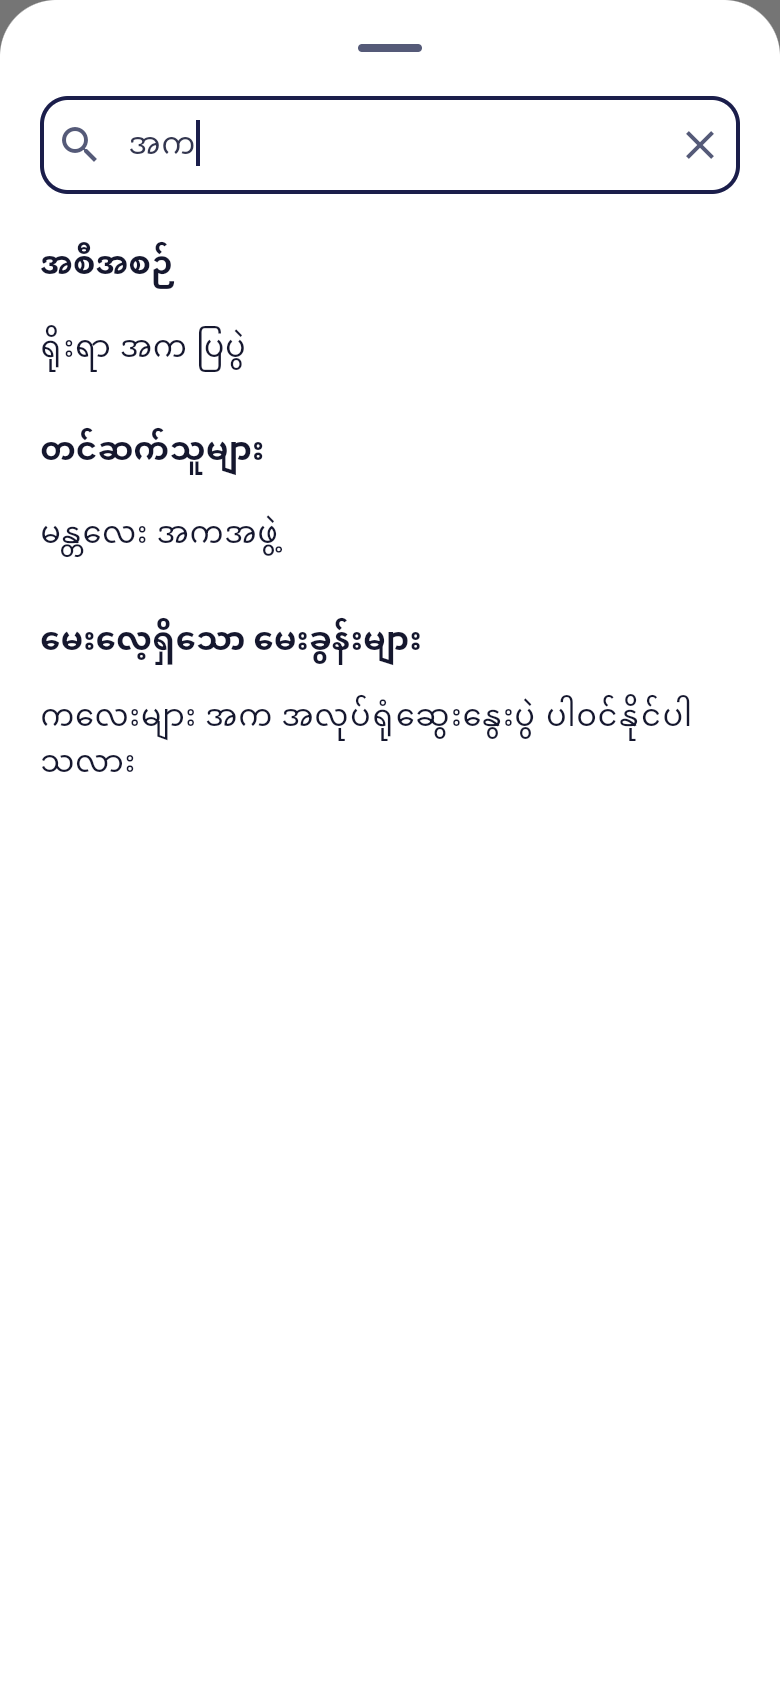 အက
အစီအစဉ်
ရိုးရာ အက ပြပွဲ
တင်ဆက်သူများ
မန္တလေး အကအဖွဲ့
မေးလေ့ရှိသော မေးခွန်းများ
ကလေးများ အက အလုပ်ရုံဆွေးနွေးပွဲ ပါဝင်နိုင်ပါ
သလား